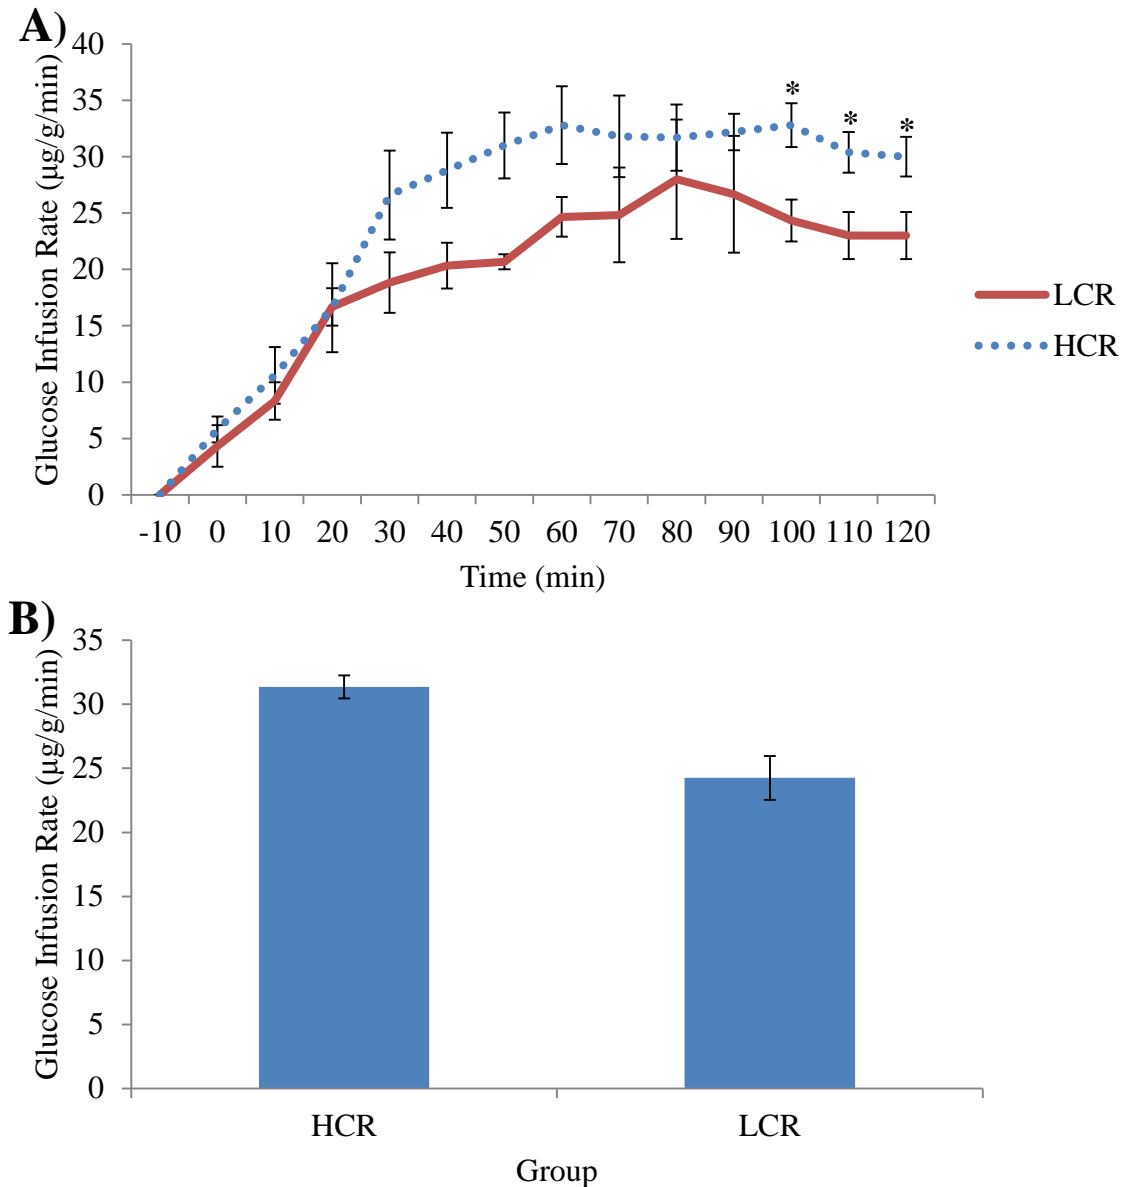 A)
Glucose Infusion Rate (µg/g/min)
40
35
30
25
20
15
10
5
0
* * *
-10 0 10 20 30 40 50 60 70 80 90 100 110 120
Time (min)
LCR
HCR
B)
Glucose Infusion Rate (µg/g/min)
35
30
25
20
15
10
5
0
HCR LCR
Group